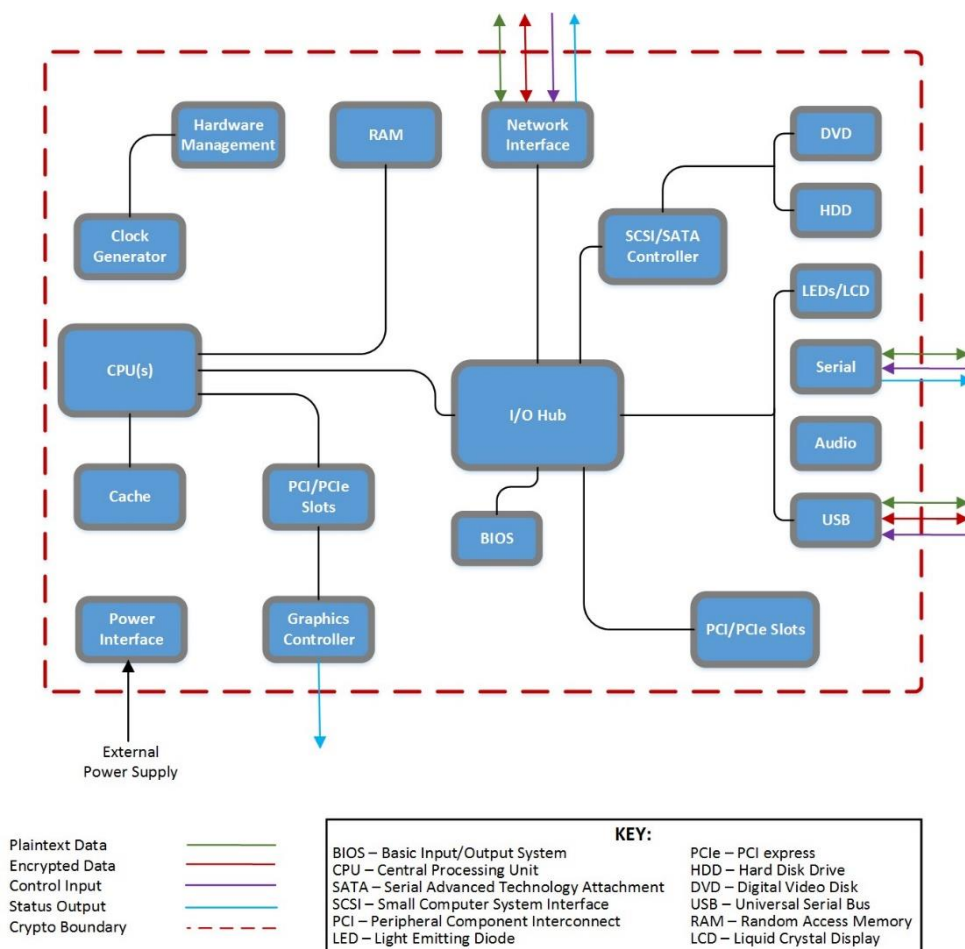 Hardware
Management
RAM
Network
Interface
DVD
HDD
Clock
Generator
SCSI/SATA
Controller
LEDs/LCD
CPU(s)
Serial
I/O Hub
Audio
Cache
PCI/PCIe
Slots
BIOS
USB
Power
Interface
Graphics
Controller
PCI/PCIe Slots
External
Power Supply
Plaintext Data
Encrypted Data
Control Input
Status Output
Crypto Boundary
KEY:
BIOS – Basic Input/Output System
CPU – Central Processing Unit
SATA – Serial Advanced Technology Attachment
SCSI – Small Computer System Interface
PCI – Peripheral Component Interconnect
LED – Light Emitting Diode
PCIe – PCI express
HDD – Hard Disk Drive
DVD – Digital Video Disk
USB – Universal Serial Bus
RAM – Random Access Memory
LCD – Liquid Crystal Display